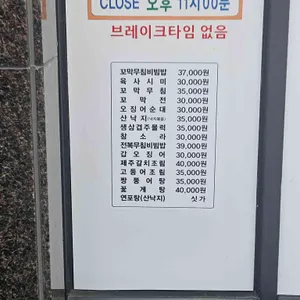 CLOSE 오후 11시00분
브레이크타임 없음
꼬막무침비빔밥 37,000원
육사시미 30,000원
꼬막무침 35,000원
꼬막전 30,000원
오징어순대 30,000원
산낙지 35,000원
생삼겹주물럭 35,000원
참소라 30,000원
전복무침비빔밥 39,000원
갑오징어 30,000원
제주갈치조림 40,000원
고등어조림 35,000원
짱뚱어탕 35,000원
꽃게탕 40,000원
연포탕(산낙지) 싯가